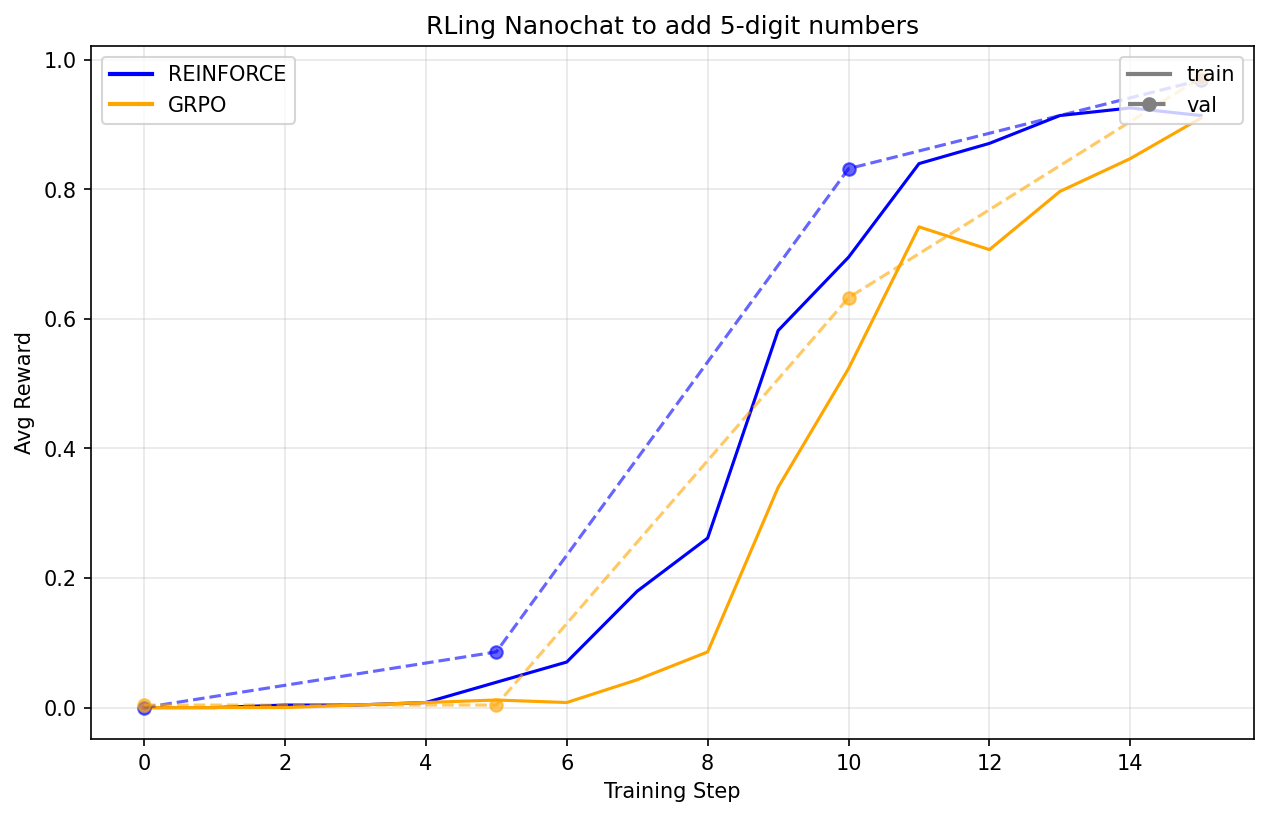 RLing Nanochat to add 5-digit numbers
REINFORCE
GRPO
train
val
Avg Reward
1.0
0.8
0.6
0.4
0.2
0.0
0 2 4 6 8 10 12 14
Training Step